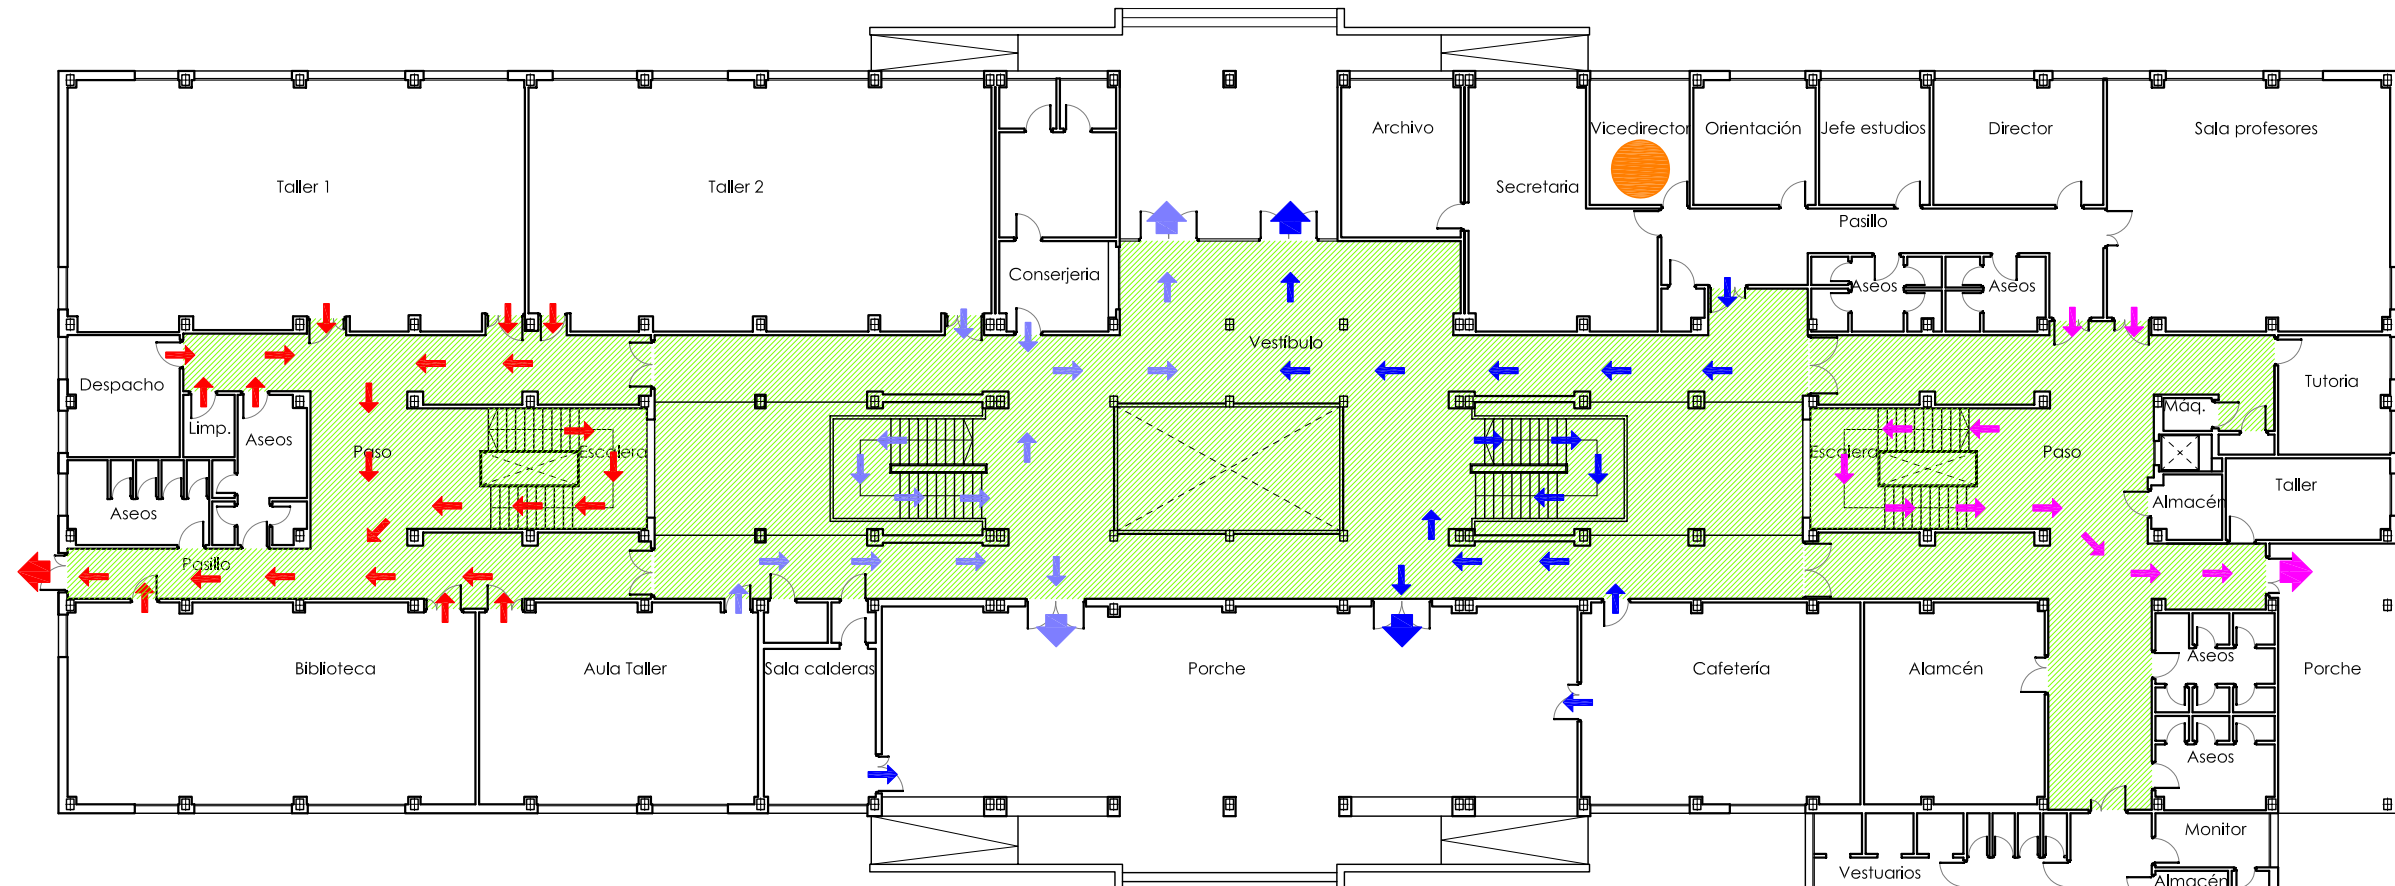 Archivo
Vicedirector
Orientación
Jefe estudios
Director
Sala profesores
Taller 1
Taller 2
Secretaria
Pasillo
Conserjeria
Aseos
Aseos
Vestíbulo
Despacho
Tutoria
Máq.
Limp.
Aseos
Paso
Escalera
Escalera
Paso
Taller
Almacén
Aseos
Pasillo
Biblioteca
Aula Taller
Sala calderas
Porche
Cafetería
Alamcén
Aseos
Porche
Aseos
Monitor
Vestuarios
Almacén